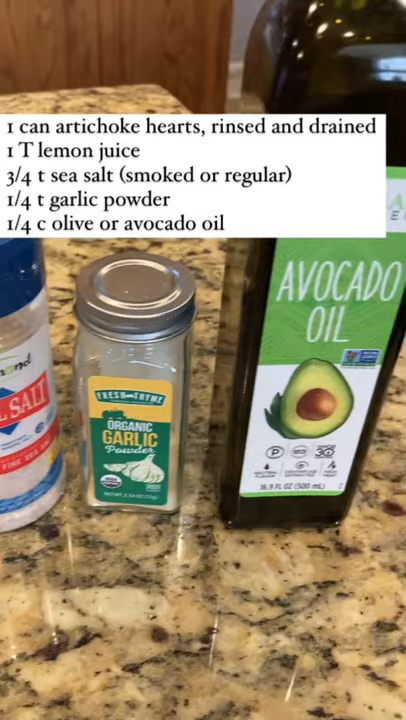 1 can artichoke hearts, rinsed and drained
1 T lemon juice
3/4 t sea salt (smoked or regular)
1/4 t garlic powder
1/4 c olive or avocado oil
SALT
FINE SEA
FRESH THYME
ORGANIC
GARLIC
Powder
AVOCADO
OIL
16.9 FL OZ (500 mL)